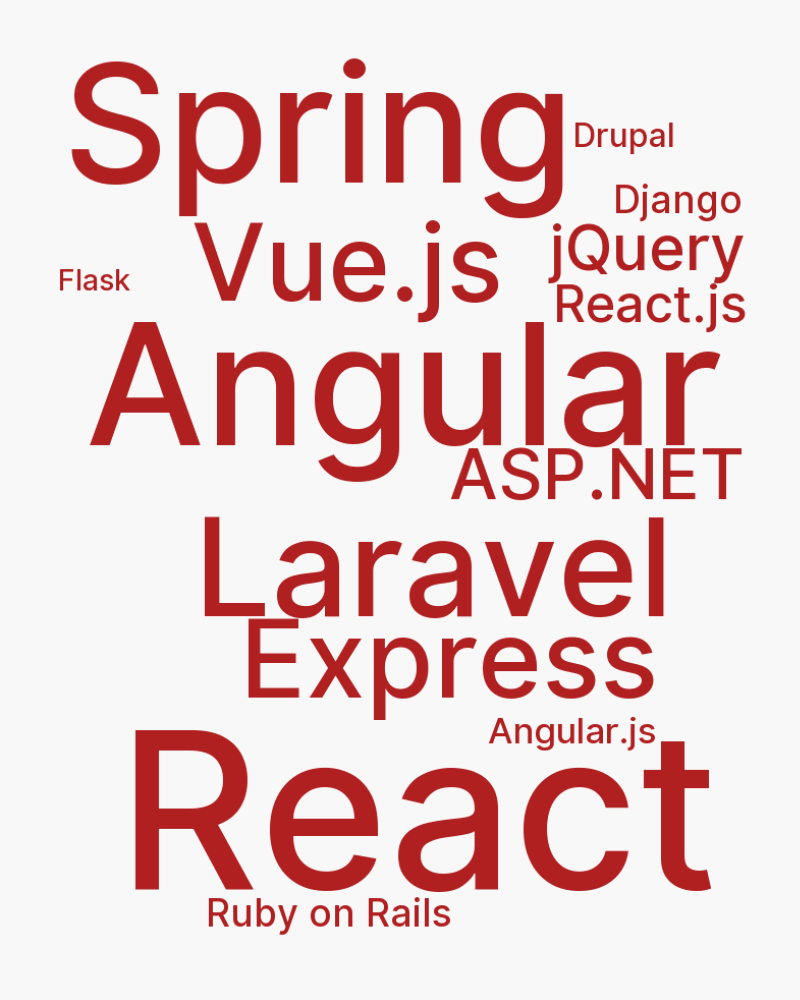 Spring
Drupal
Django
Vue.js
jQuery
Flask
React.js
Angular
ASP.NET
Laravel
Express
Angular.js
React
Ruby on Rails